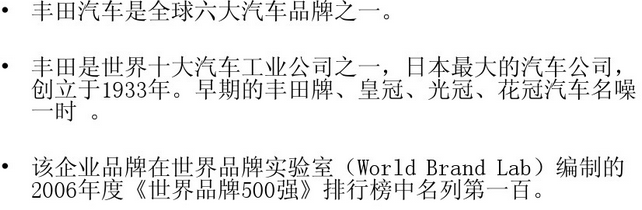 • 丰田汽车是全球六大汽车品牌之一。
• 丰田是世界十大汽车工业公司之一，日本最大的汽车公司，
创立于1933年。早期的丰田牌、皇冠、光冠、花冠汽车名噪
一时 。
• 该企业品牌在世界品牌实验室（World Brand Lab）编制的
2006年度《世界品牌500强》排行榜中名列第一百。